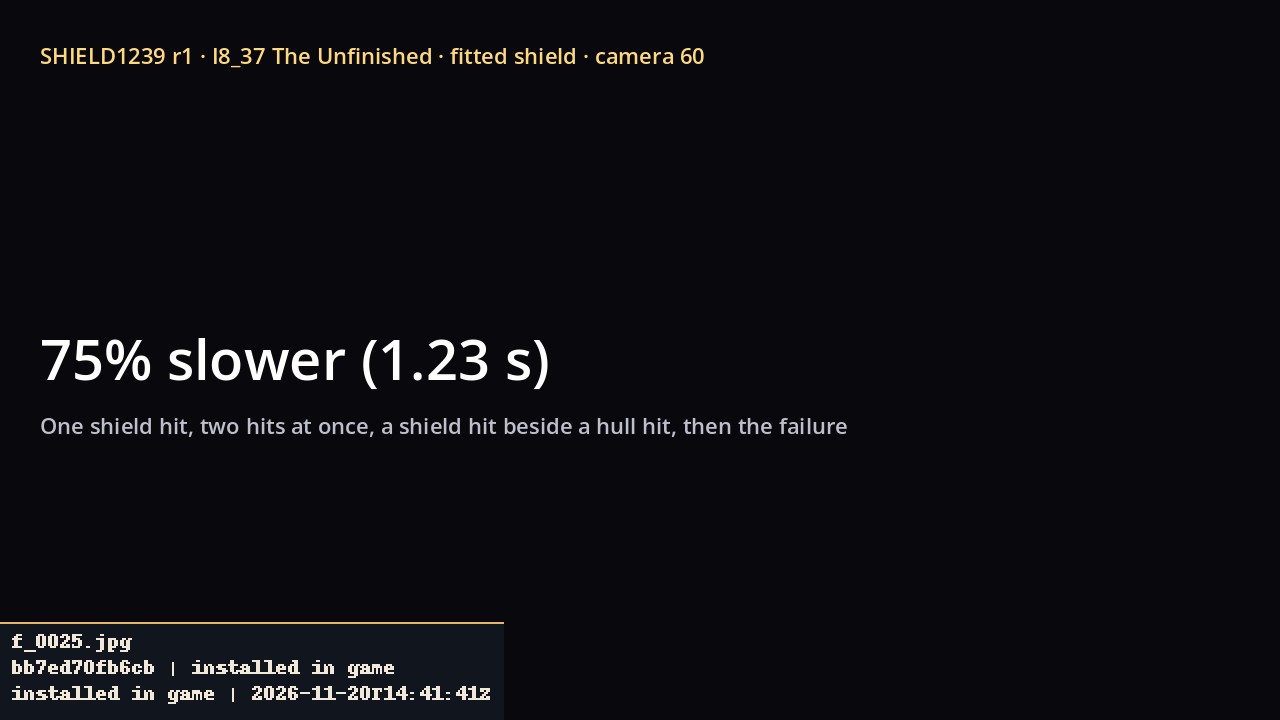 SHIELD1239 r1 · l8_37 The Unfinished · fitted shield · camera 60
75% slower (1.23 s)
One shield hit, two hits at once, a shield hit beside a hull hit, then the failure
f_0025.jpg
bb7ed70fb6cb | installed in game
installed in game | 2026-11-20T14:41:41Z